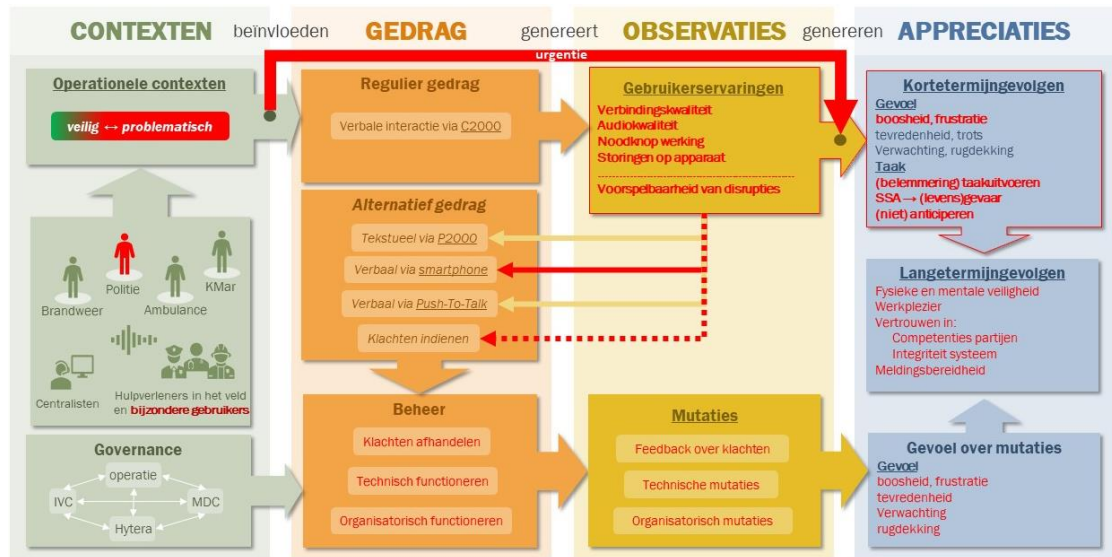 CONTEXTEN
beïnvloeden
GEDRAG
genereert
OBSERVATIES
genereren
APPRECIATIES
urgentie
Operationele contexten
veilig ↔ problematisch
Brandweer
Politie
Ambulance
KMar
Centralisten
Hulpverleners in het veld
en bijzondere gebruikers
Governance
operatie
IVC
MDC
Hytera
Regulier gedrag
Verbale interactie via C2000
Alternatief gedrag
Tekstueel via P2000
Verbaal via smartphone
Verbaal via Push-To-Talk
Klachten indienen
Beheer
Klachten afhandelen
Technisch functioneren
Organisatorisch functioneren
Gebruikerservaringen
Verbindingskwaliteit
Audiokwaliteit
Noodknop werking
Storingen op apparaat
Voorspelbaarheid van disrupties
Mutaties
Feedback over klachten
Technische mutaties
Organisatorisch mutaties
Kortetermijngevolgen
Gevoel
boosheid, frustratie
tevredenheid, trots
Verwachting, rugdekking
Taak
(belemmering) taakuitvoeren
SSA → (levens)gevaar
(niet) anticiperen
Langetermijngevolgen
Fysieke en mentale veiligheid
Werkplezier
Vertrouwen in:
Competenties partijen
Integriteit systeem
Meldingsbereidheid
Gevoel over mutaties
Gevoel
boosheid, frustratie
tevredenheid
Verwachting
rugdekking